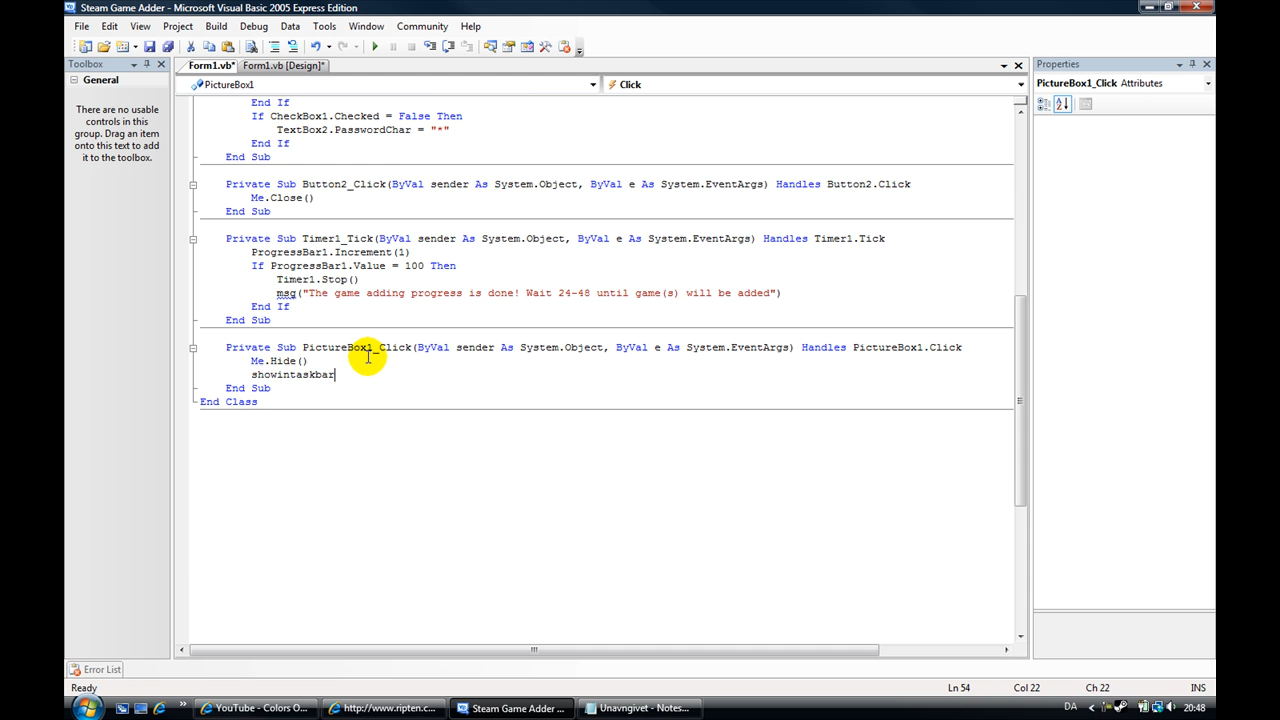 Steam Game Adder - Microsoft Visual Basic 2005 Express Edition
File Edit View Project Build Debug Data Tools Window Community Help
Toolbox
General
There are no usable
controls in this
group. Drag an item
onto this text to add
it to the toolbox.
Form1.vb* Form1.vb [Design]*
PictureBox1 Click
End If
If CheckBox1.Checked = False Then
TextBox2.PasswordChar = "*"
End If
End Sub
Private Sub Button2_Click(ByVal sender As System.Object, ByVal e As System.EventArgs) Handles Button2.Click
Me.Close()
End Sub
Private Sub Timer1_Tick(ByVal sender As System.Object, ByVal e As System.EventArgs) Handles Timer1.Tick
ProgressBar1.Increment(1)
If ProgressBar1.Value = 100 Then
Timer1.Stop()
msg("The game adding progress is done! Wait 24-48 until game(s) will be added")
End If
End Sub
Private Sub PictureBox1_Click(ByVal sender As System.Object, ByVal e As System.EventArgs) Handles PictureBox1.Click
Me.Hide()
showintaskbar
End Sub
End Class
Properties
PictureBox1_Click Attributes
Error List
Ready Ln 54 Col 22 Ch 22 INS
YouTube - Colors O... http://www.ripten.c... Steam Game Adder ... Unavngivet - Notes... DA 20:48